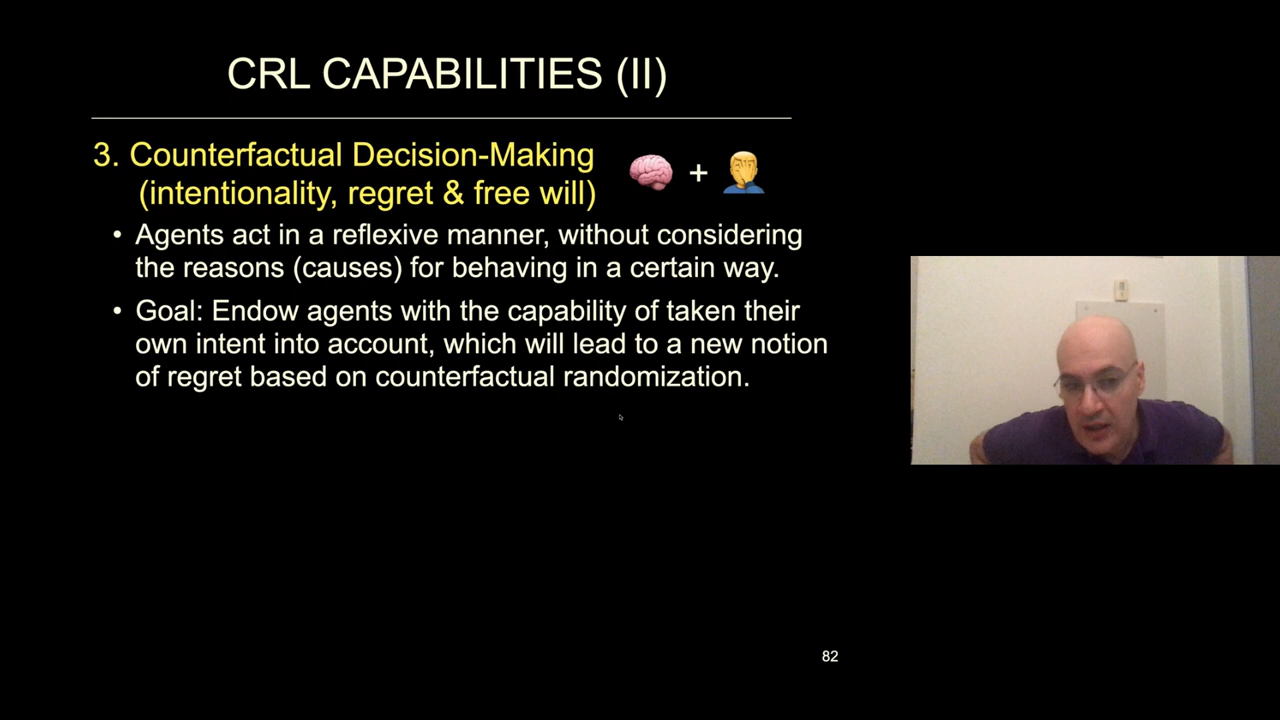 CRL CAPABILITIES (II)
3. Counterfactual Decision-Making
(intentionality, regret & free will)
+
• Agents act in a reflexive manner, without considering
the reasons (causes) for behaving in a certain way.
• Goal: Endow agents with the capability of taken their
own intent into account, which will lead to a new notion
of regret based on counterfactual randomization.
82